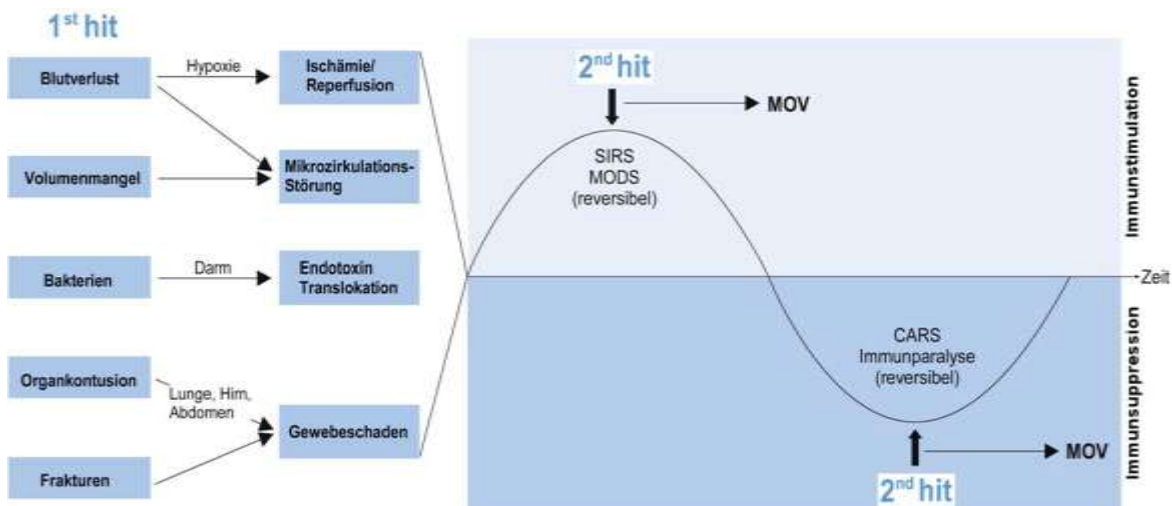 1st hit
Blutverlust
Hypoxie
Ischämie/
Reperfusion
Volumenmangel
Mikrozirkulations-
Störung
Bakterien
Darm
Endotoxin
Translokation
Organkontusion
Lunge, Hirn,
Abdomen
Gewebeschaden
Frakturen
2nd hit
MOV
SIRS
MODS
(reversibel)
Zeit
CARS
Immunparalyse
(reversibel)
MOV
2nd hit
Immunstimulation
Immunsuppression